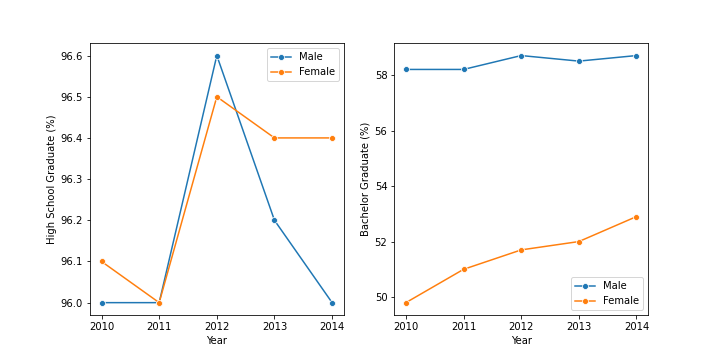 High School Graduate (%)
96.6
96.5
96.4
96.3
96.2
96.1
96.0
Male
Female
2010 2011 2012 2013 2014
Year
Bachelor Graduate (%)
58
56
54
52
50
Male
Female
2010 2011 2012 2013 2014
Year